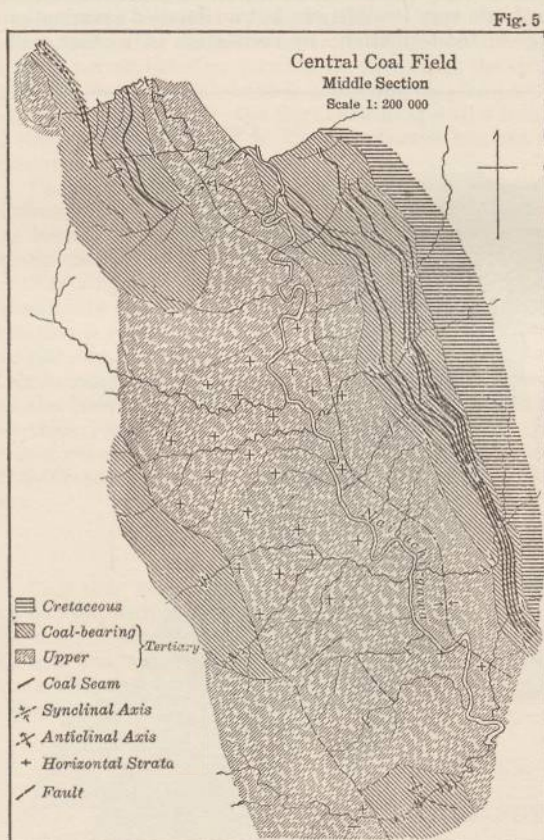 Fig. 5
Central Coal Field
Middle Section
Scale 1: 200 000
Cretaceous
Coal-bearing
Tertiary
Upper
Coal Seam
Synclinal Axis
Anticlinal Axis
Horizontal Strata
Fault